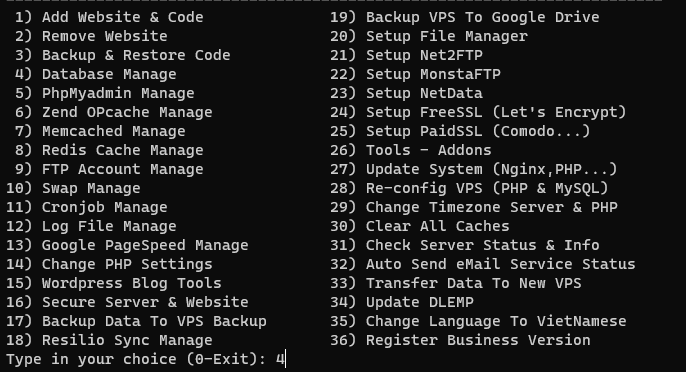 1) Add Website & Code 19) Backup VPS To Google Drive
2) Remove Website 20) Setup File Manager
3) Backup & Restore Code 21) Setup Net2FTP
4) Database Manage 22) Setup MonstaFTP
5) PhpMyadmin Manage 23) Setup NetData
6) Zend OPcache Manage 24) Setup FreeSSL (Let's Encrypt)
7) Memcached Manage 25) Setup PaidSSL (Comodo...)
8) Redis Cache Manage 26) Tools - Addons
9) FTP Account Manage 27) Update System (Nginx,PHP...)
10) Swap Manage 28) Re-config VPS (PHP & MySQL)
11) Cronjob Manage 29) Change Timezone Server & PHP
12) Log File Manage 30) Clear All Caches
13) Google PageSpeed Manage 31) Check Server Status & Info
14) Change PHP Settings 32) Auto Send eMail Service Status
15) Wordpress Blog Tools 33) Transfer Data To New VPS
16) Secure Server & Website 34) Update DLEMP
17) Backup Data To VPS Backup 35) Change Language To VietNamese
18) Resilio Sync Manage 36) Register Business Version
Type in your choice (0-Exit): 4